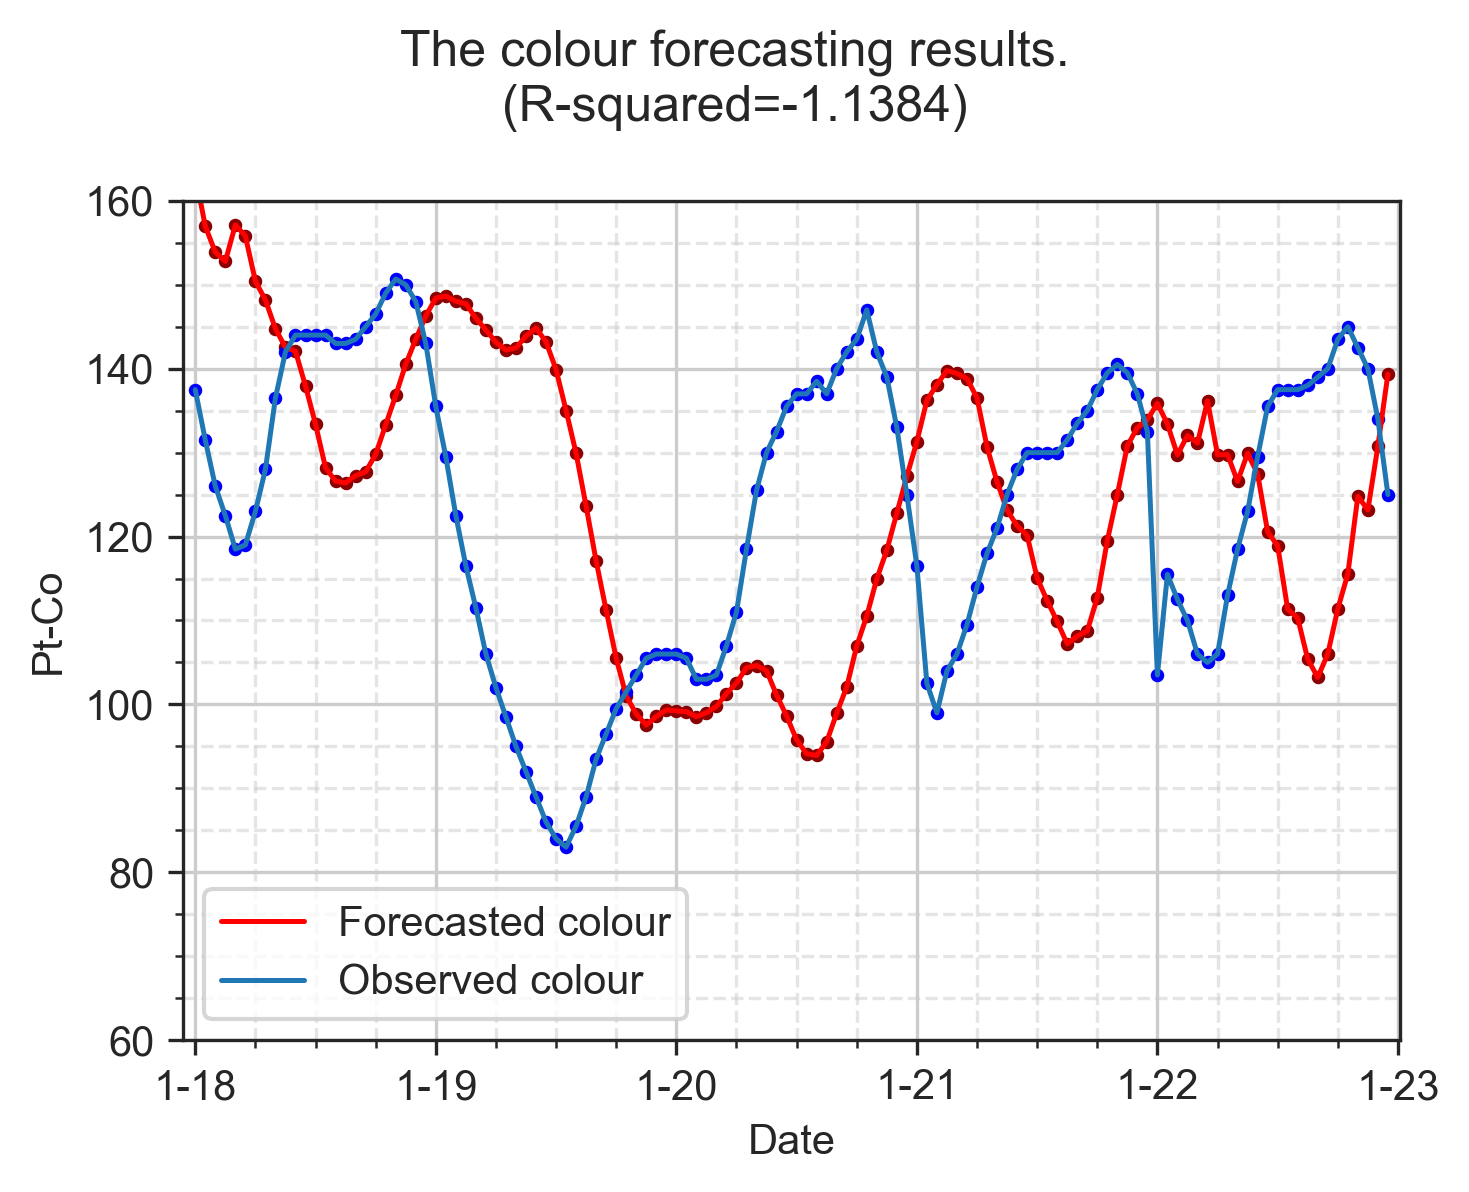 The colour forecasting results.
(R-squared=-1.1384)
160
140
120
100
80
60
Pt-Co
Forecasted colour
Observed colour
1-18
1-19
1-20
1-21
1-22
1-23
Date